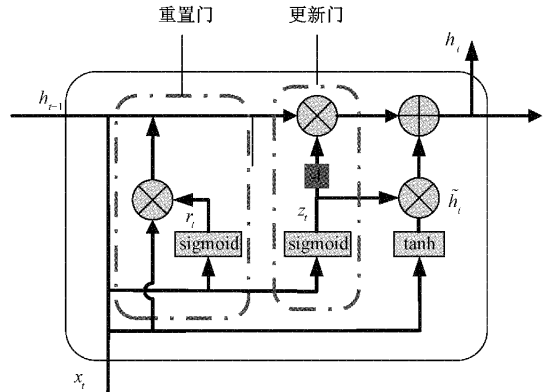 重置门
更新门
h_t
h_{t-1}
r_t
z_t
h̃_t
sigmoid
sigmoid
tanh
x_t